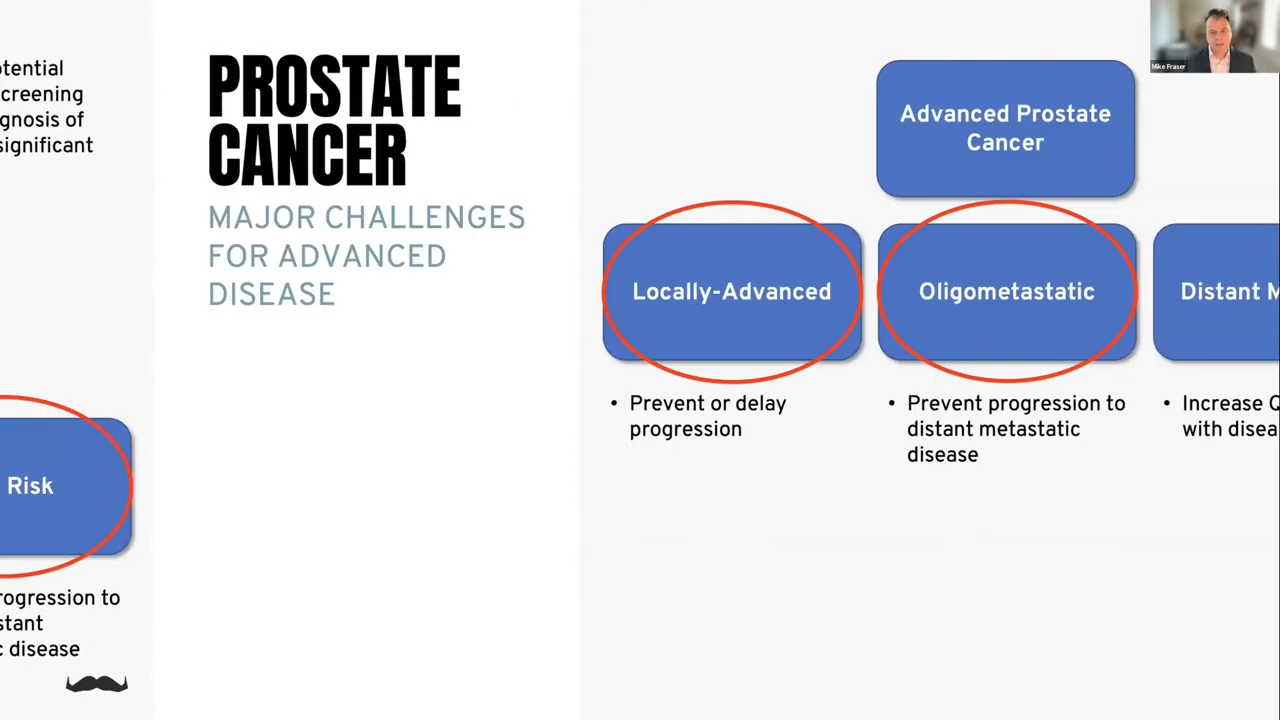 otential
creening
gnosis of
significant
Risk
rogression to
stant
c disease
PROSTATE
CANCER
MAJOR CHALLENGES
FOR ADVANCED
DISEASE
Advanced Prostate
Cancer
Locally-Advanced
• Prevent or delay
progression
Oligometastatic
• Prevent progression to
distant metastatic
disease
Distant M
• Increase Q
with disea
Mike Fraser